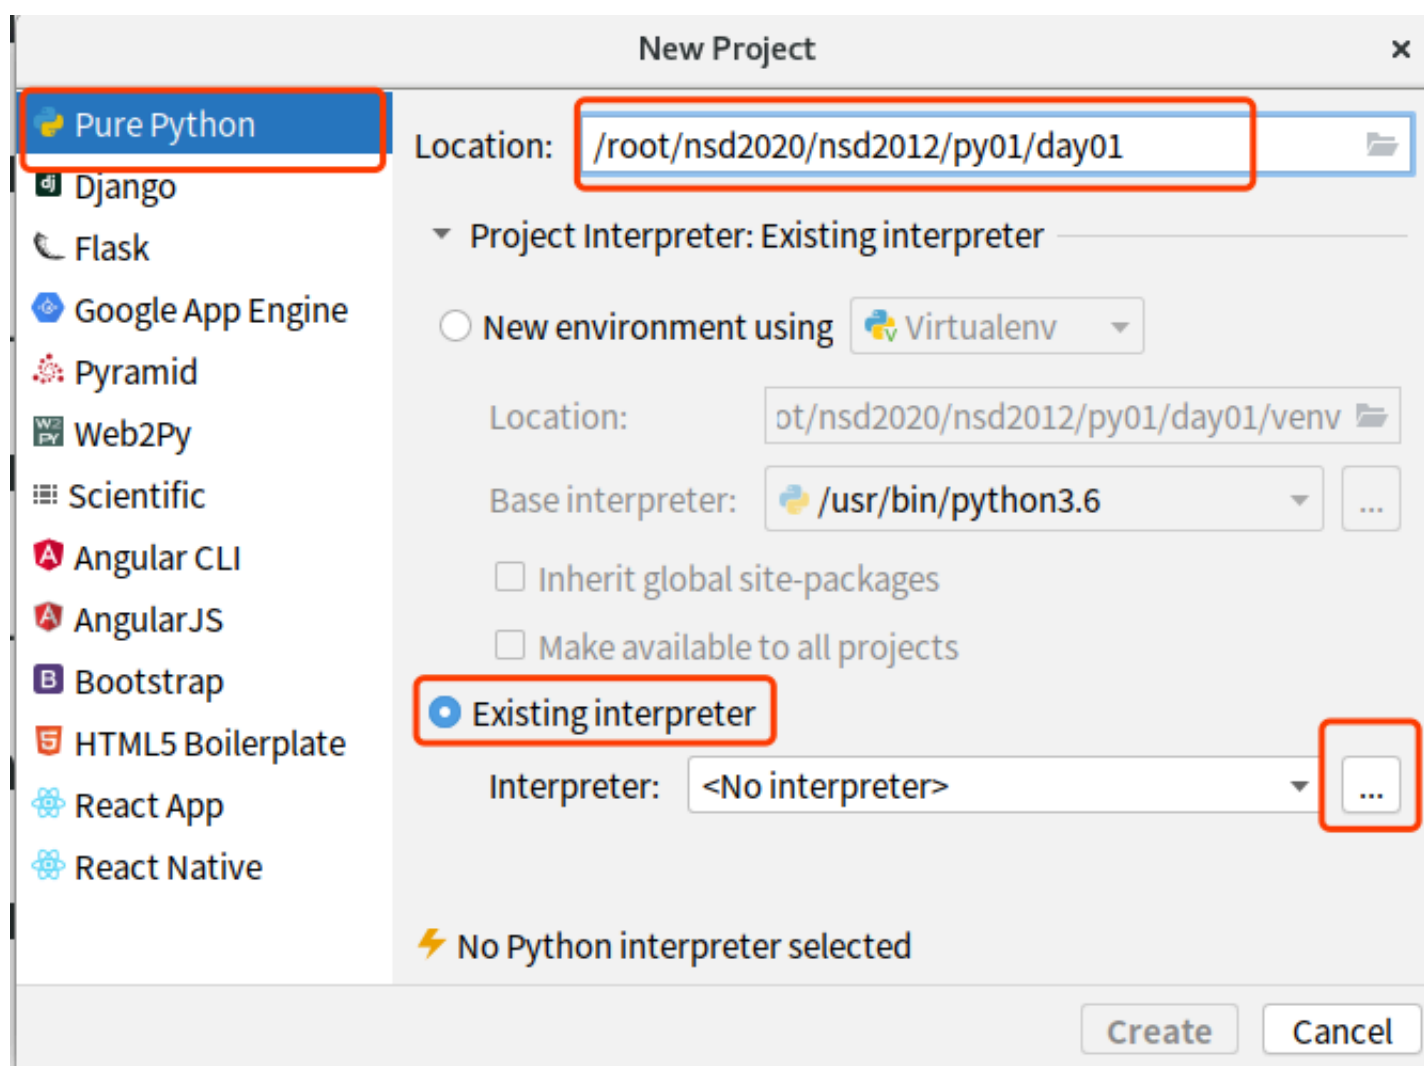 New Project
Pure Python
Django
Flask
Google App Engine
Pyramid
Web2Py
Scientific
Angular CLI
AngularJS
Bootstrap
HTML5 Boilerplate
React App
React Native
Location: /root/nsd2020/nsd2012/py01/day01
Project Interpreter: Existing interpreter
New environment using Virtualenv
Location: ot/nsd2020/nsd2012/py01/day01/venv
Base interpreter: /usr/bin/python3.6 ...
Inherit global site-packages
Make available to all projects
Existing interpreter
Interpreter: <No interpreter> ...
No Python interpreter selected
Create Cancel